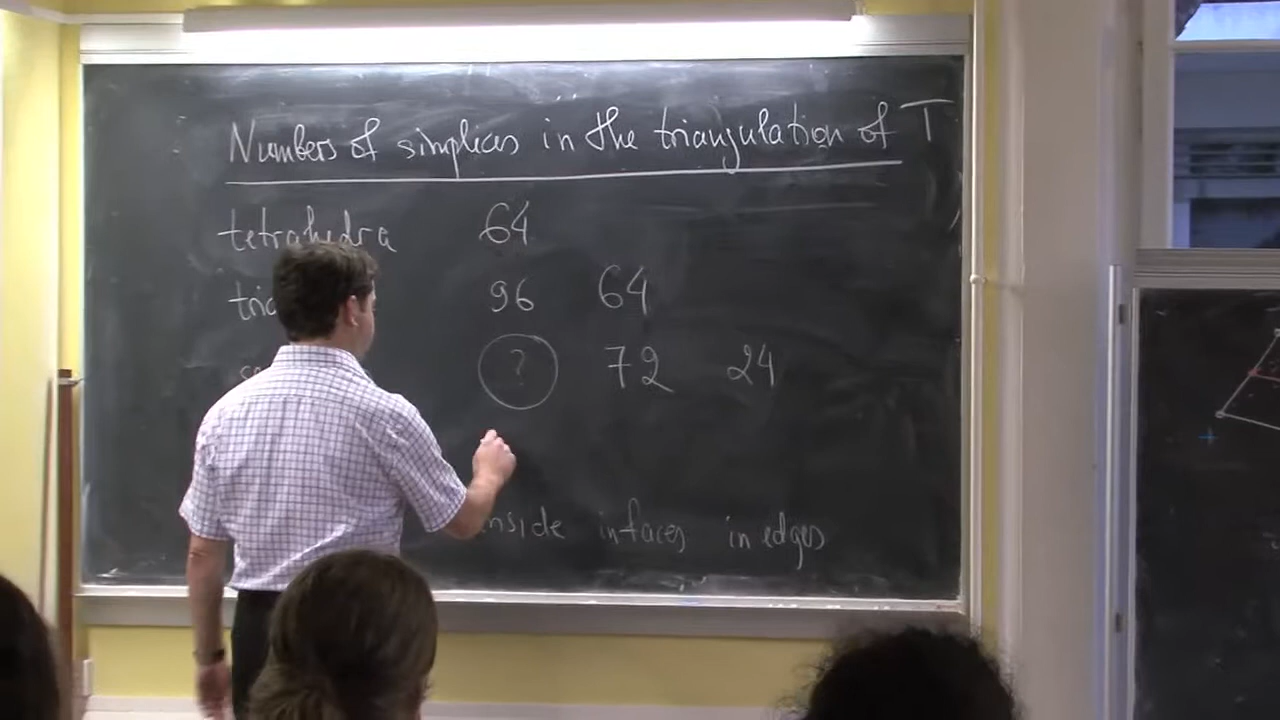 Numbers of simplices in the triangulation of T
tetrahedra 64
96 64
? 72 24
inside in faces in edges